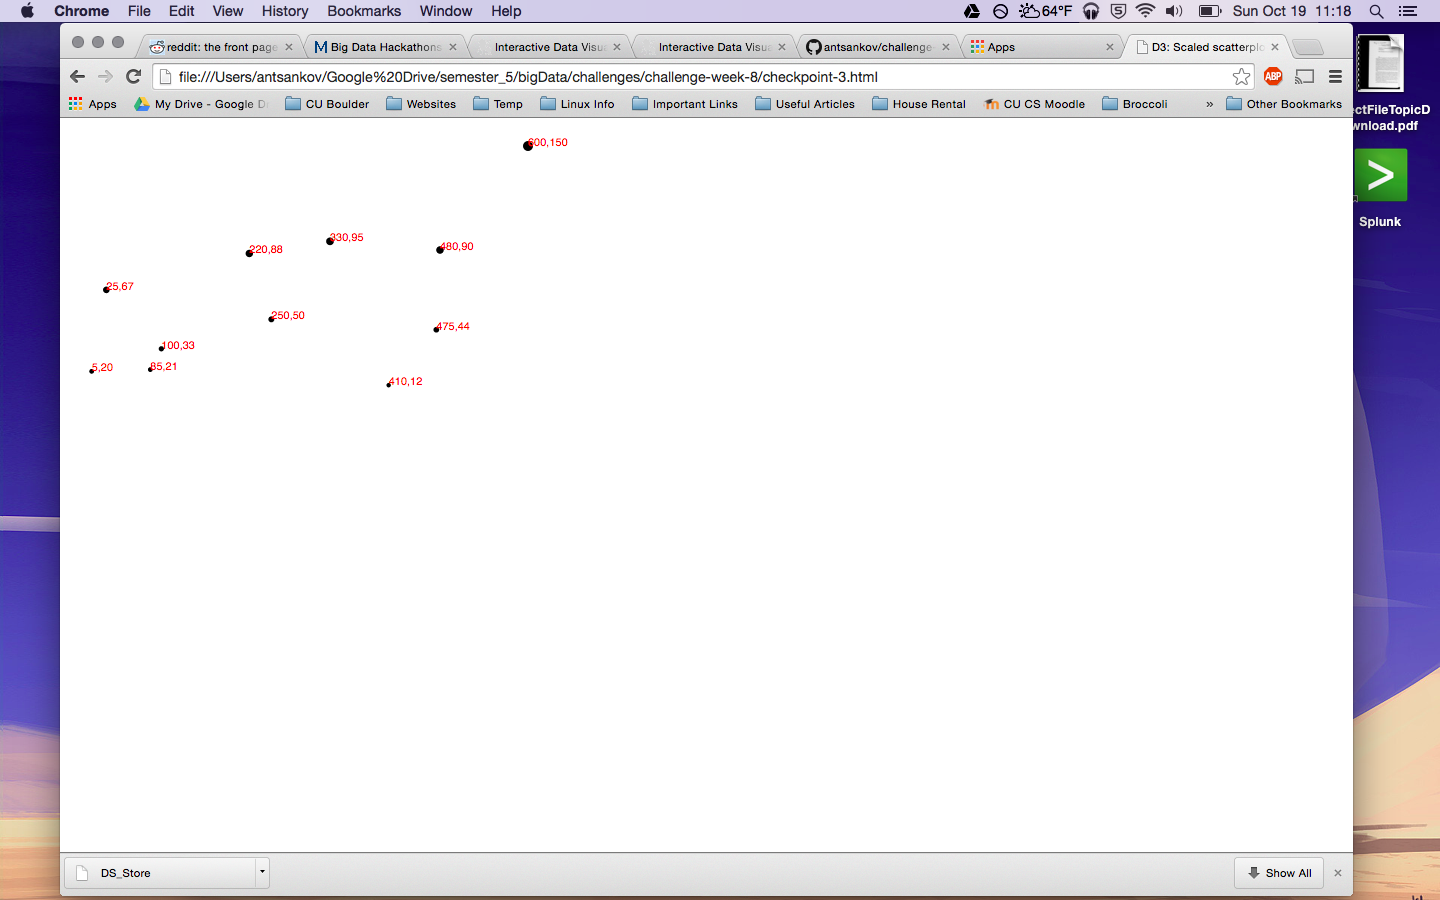 Chrome File Edit View History Bookmarks Window Help 64°F 5 Sun Oct 19 11:18
reddit: the front page Big Data Hackathons Interactive Data Visu Interactive Data Visu antsankov/challenge- Apps D3: Scaled scatterplo
file:///Users/antsankov/Google%20Drive/semester_5/bigData/challenges/challenge-week-8/checkpoint-3.html ABP
Apps My Drive - Google Dr CU Boulder Websites Temp Linux Info Important Links Useful Articles House Rental CU CS Moodle Broccoli » Other Bookmarks
ectFileTopicD
wnload.pdf
Splunk
600,150
330,95
480,90
220,88
25,67
250,50
475,44
100,33
5,20
85,21
410,12
DS_Store Show All